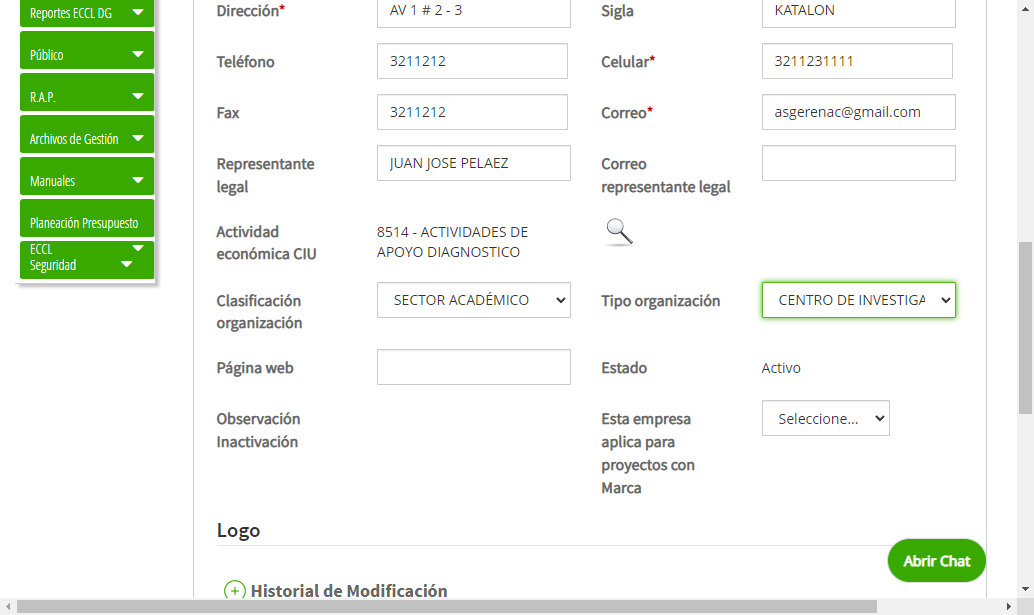 Reportes ECCL DG
Público
R.A.P.
Archivos de Gestión
Manuales
Planeación Presupuesto
ECCL
Seguridad
Dirección* AV 1 # 2 - 3 Sigla KATALON
Teléfono 3211212 Celular* 3211231111
Fax 3211212 Correo* asgerenac@gmail.com
Representante legal JUAN JOSE PELAEZ Correo representante legal
Actividad económica CIU 8514 - ACTIVIDADES DE APOYO DIAGNOSTICO
Clasificación organización SECTOR ACADÉMICO Tipo organización CENTRO DE INVESTIGA
Página web Estado Activo
Observación Inactivación Esta empresa aplica para proyectos con Marca Seleccione...
Logo
Abrir Chat
Historial de Modificación